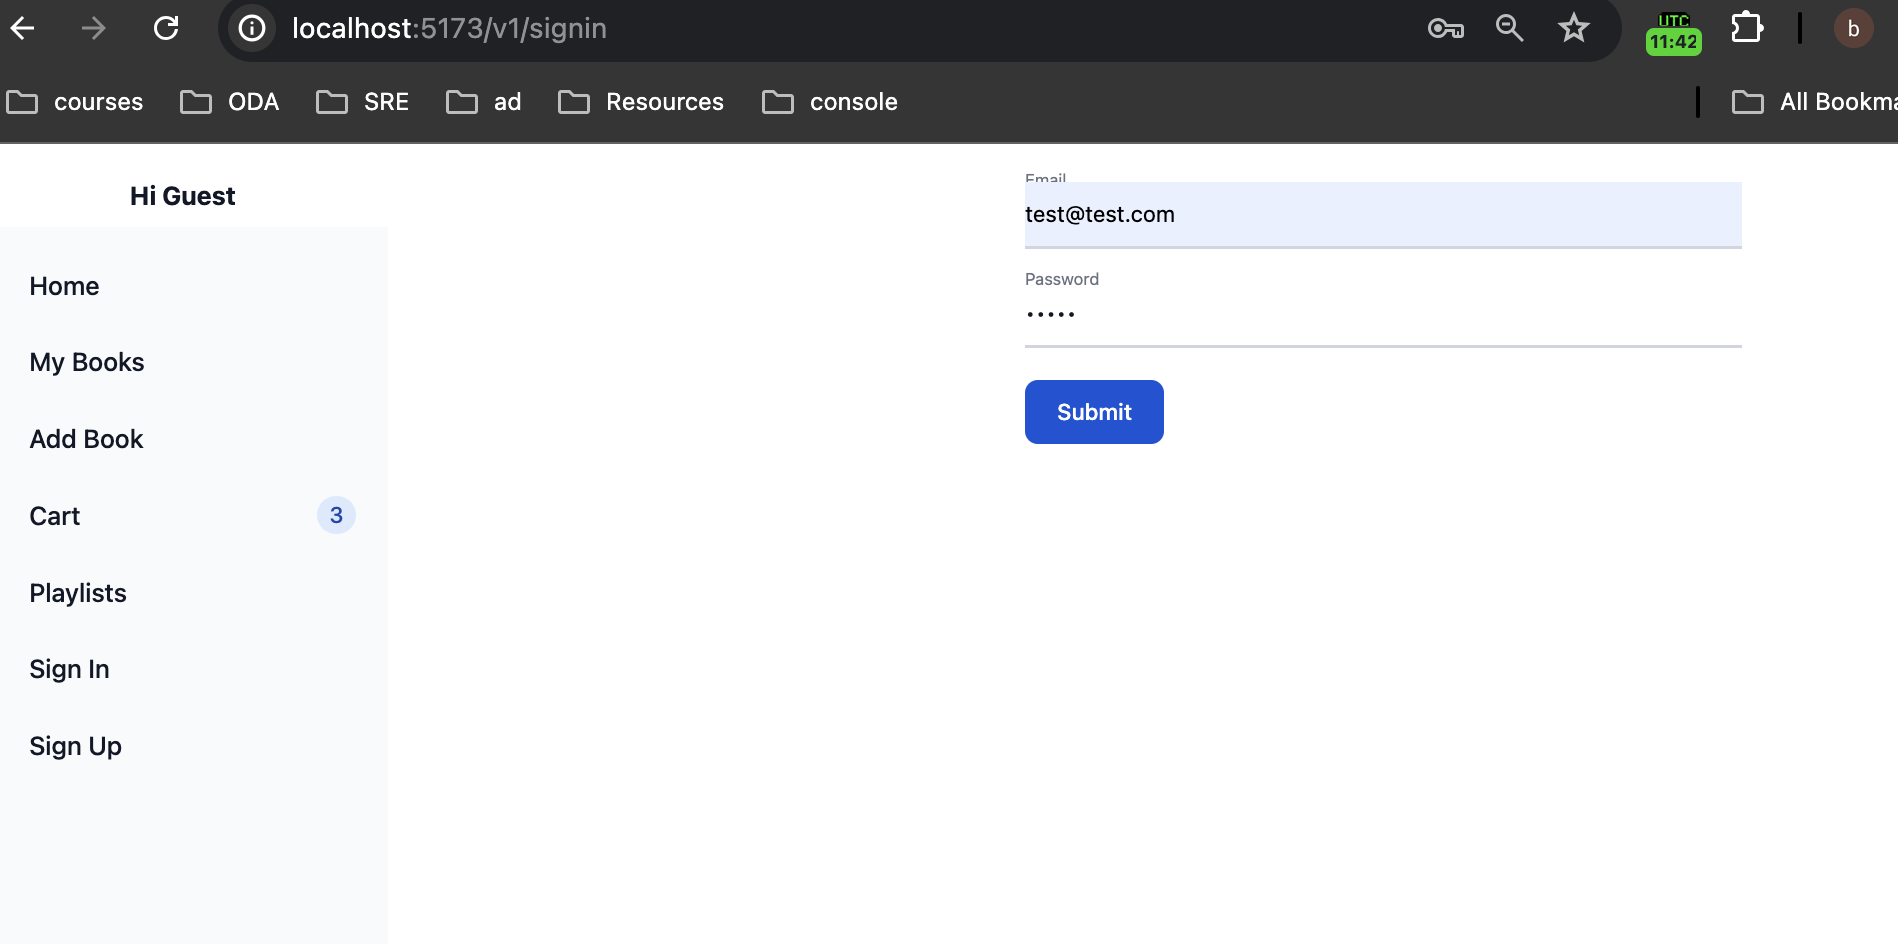 localhost:5173/v1/signin
UTC
11:42
b
courses
ODA
SRE
ad
Resources
console
All Bookma
Hi Guest
Home
My Books
Add Book
Cart
3
Playlists
Sign In
Sign Up
Email
test@test.com
Password
•••••
Submit